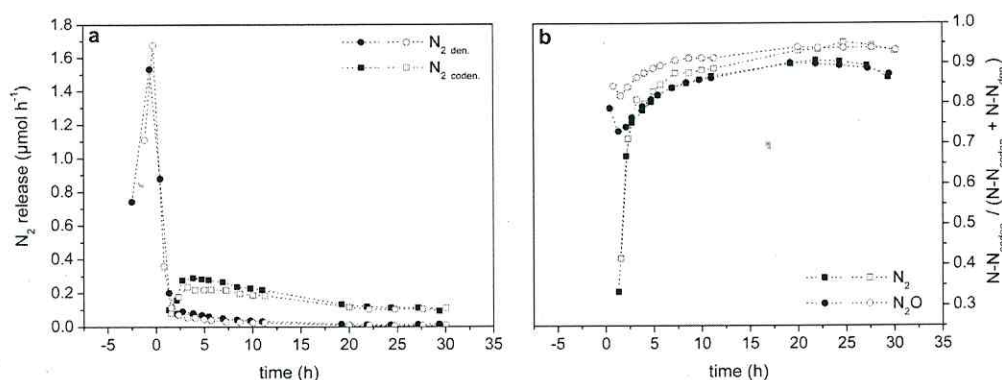 a
N₂ den.
N₂ coden.
1.8
1.6
1.4
1.2
1.0
0.8
0.6
0.4
0.2
0.0
N₂ release (µmol h⁻¹)
-5 0 5 10 15 20 25 30 35
time (h)
b
N₂
N₂O
1.0
0.9
0.8
0.7
0.6
0.5
0.4
0.3
N-N_coden / (N-N_coden + N-N_den)
-5 0 5 10 15 20 25 30 35
time (h)